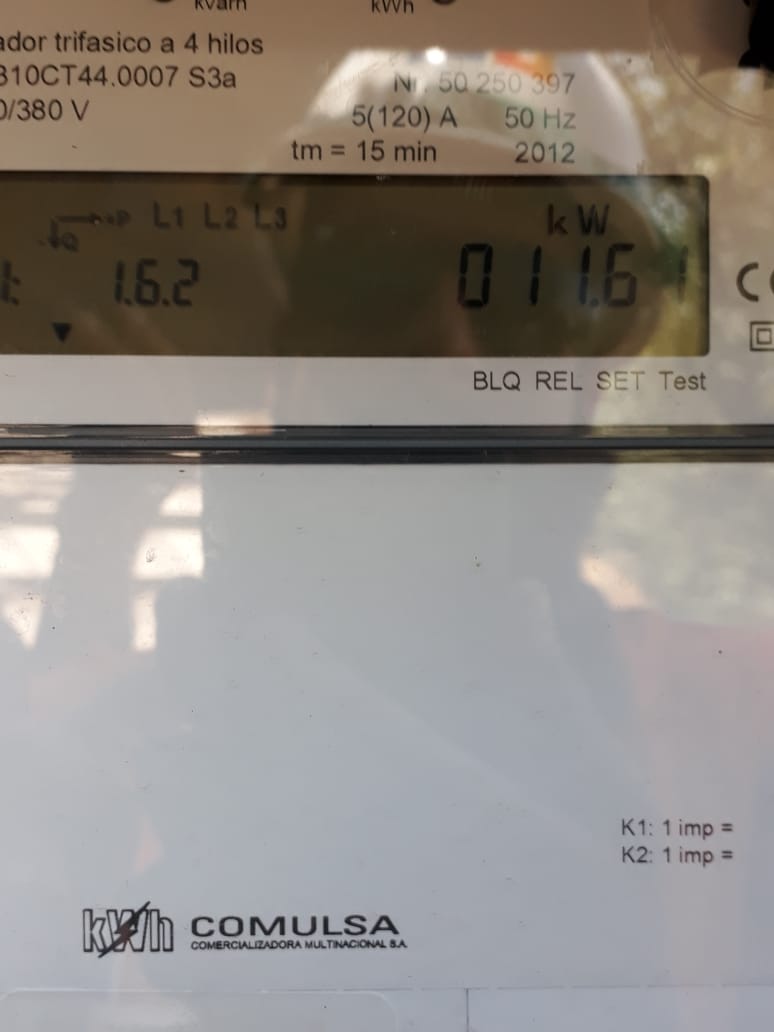 kvarh kWh
ador trifasico a 4 hilos
310CT44.0007 S3a
Nr. 50 250 397
0/380 V 5(120) A 50 Hz
tm = 15 min 2012
L1 L2 L3 kW
1.6.2 011.61
BLQ REL SET Test
K1: 1 imp =
K2: 1 imp =
kWh COMULSA
COMERCIALIZADORA MULTINACIONAL S.A.